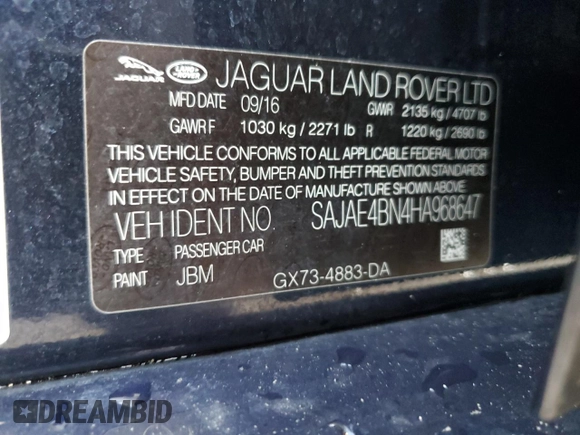 JAGUAR LAND-ROVER JAGUAR LAND ROVER LTD
MFD DATE 09/16 GVWR 2135 kg / 4707 lb
GAWR F 1030 kg / 2271 lb R 1220 kg / 2690 lb
THIS VEHICLE CONFORMS TO ALL APPLICABLE FEDERAL MOTOR
VEHICLE SAFETY, BUMPER AND THEFT PREVENTION STANDARDS
IN EFFECT ON THE DATE OF MANUFACTURE SHOWN ABOVE.
VEH IDENT NO. SAJAE4BN4HA968647
TYPE PASSENGER CAR
PAINT JBM
GX73-4883-DA
DREAMBID